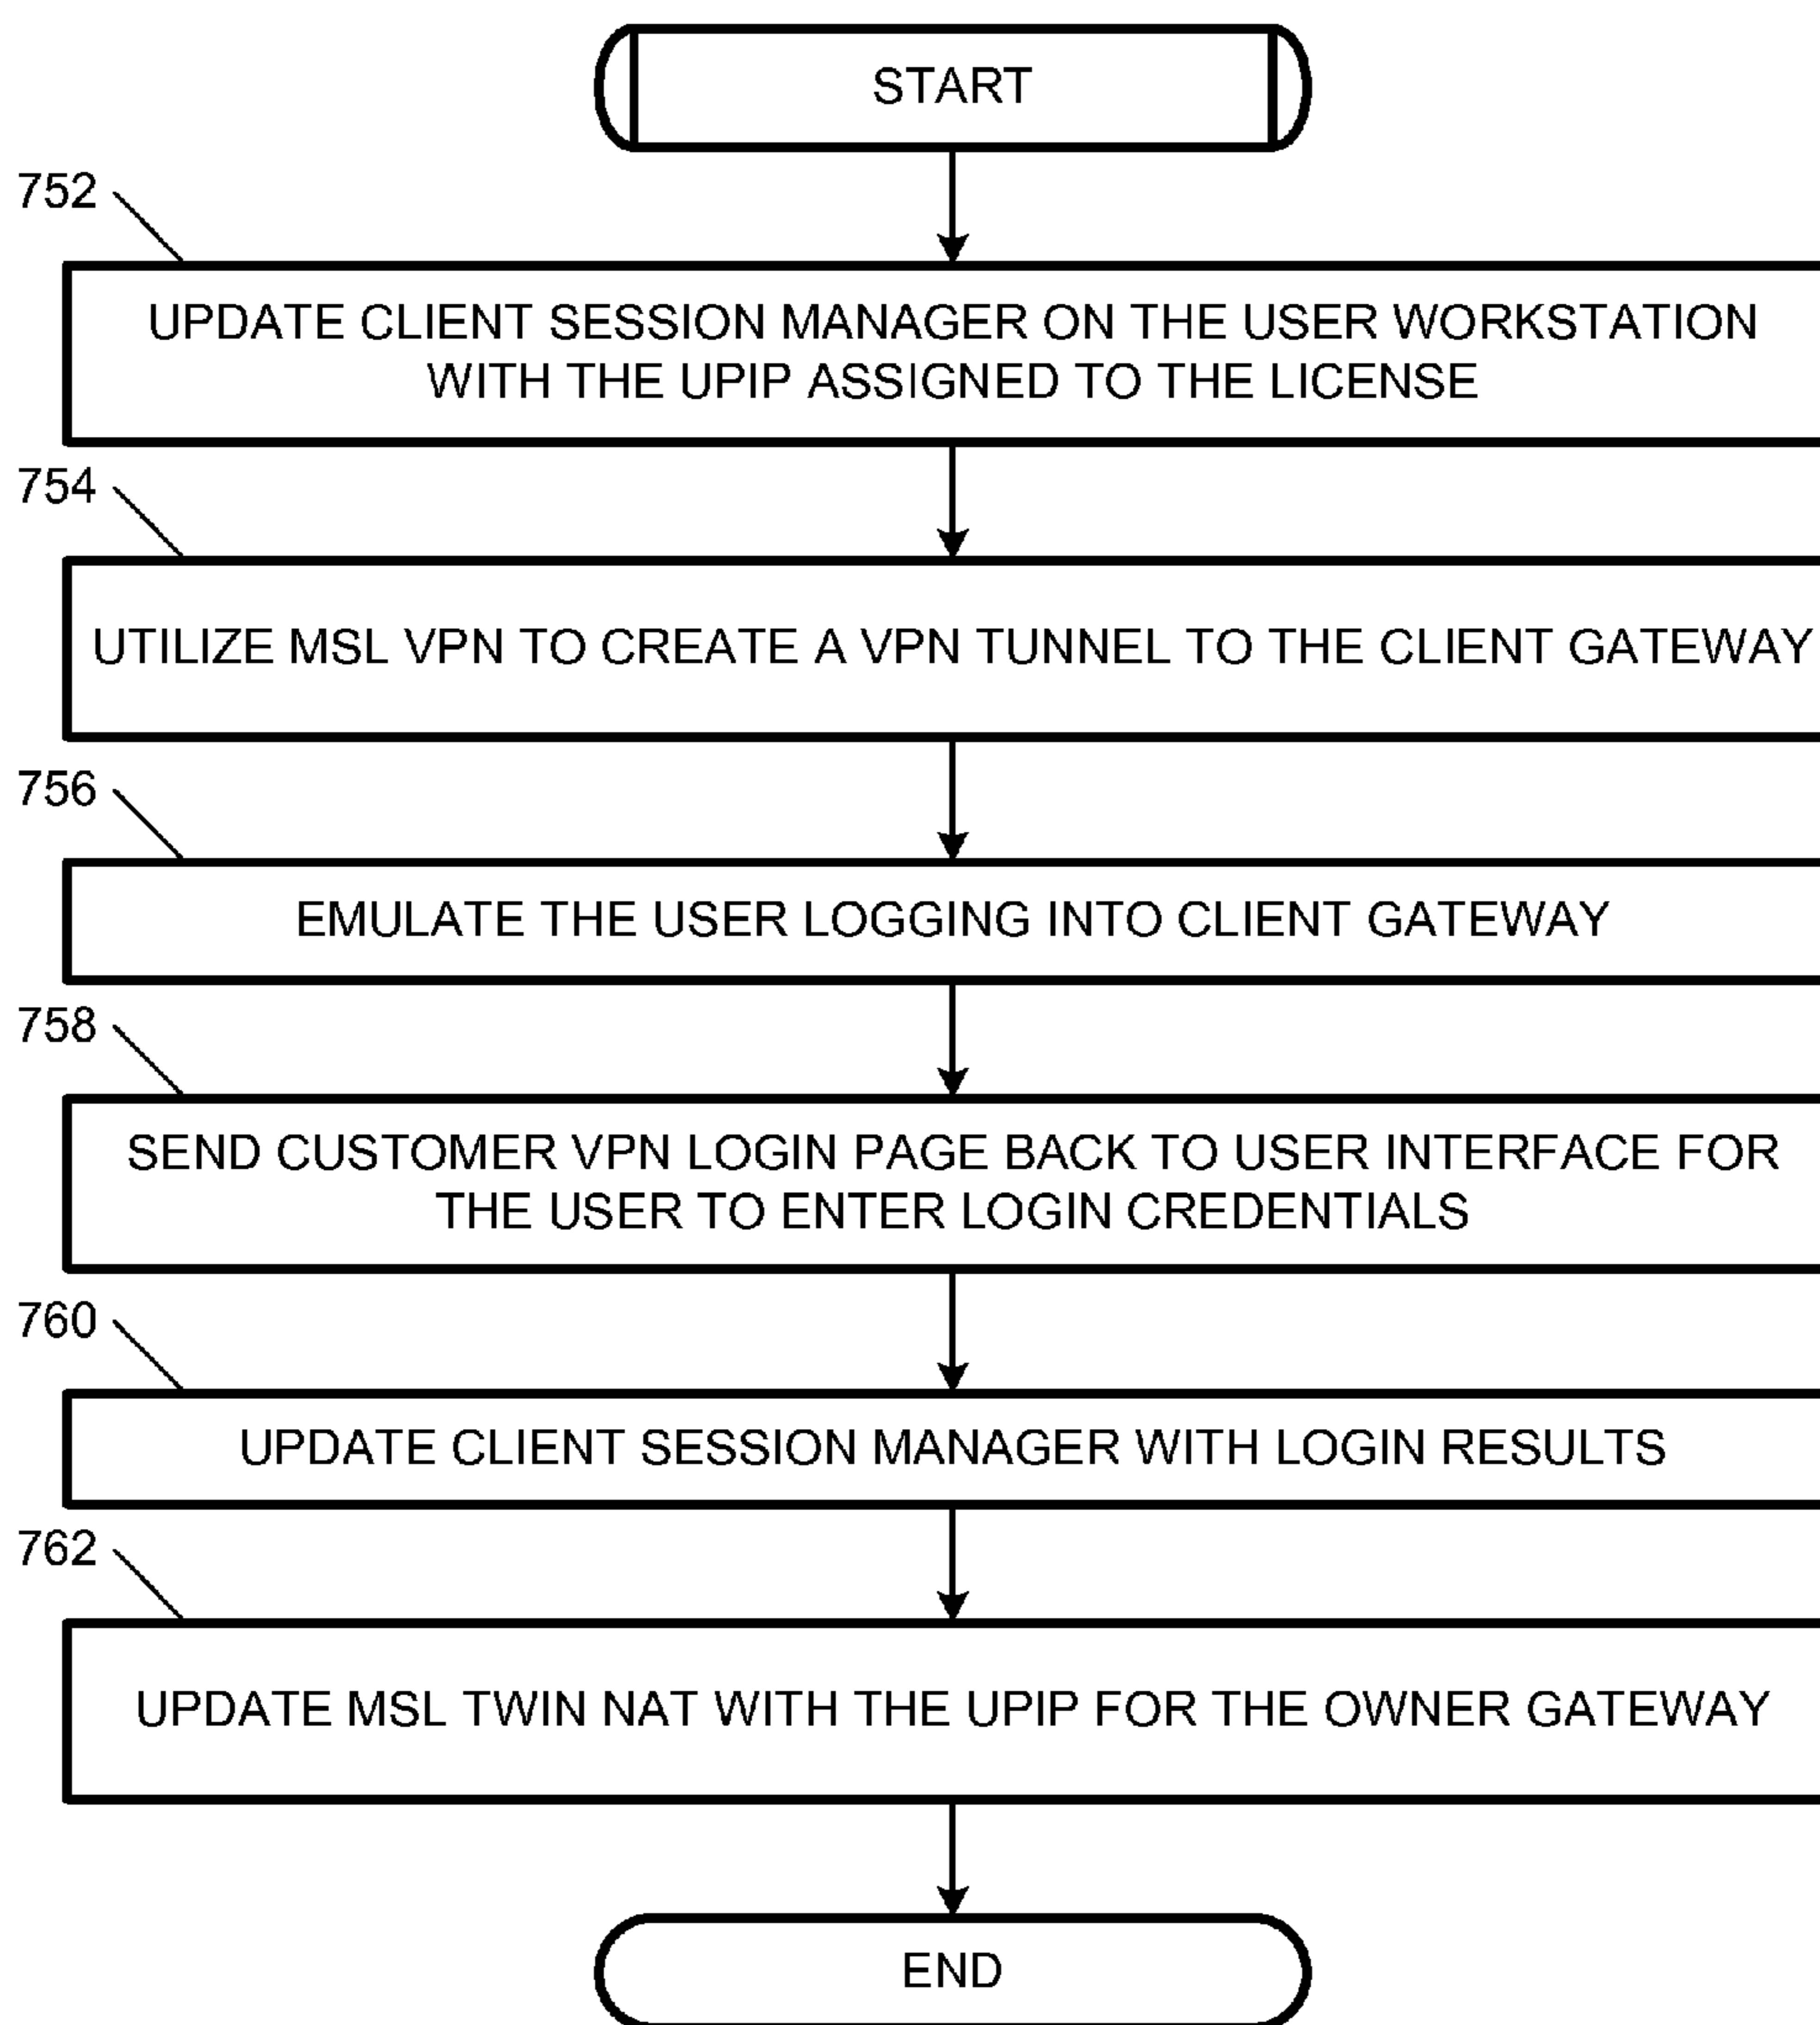 START
752
UPDATE CLIENT SESSION MANAGER ON THE USER WORKSTATION
WITH THE UPIP ASSIGNED TO THE LICENSE
754
UTILIZE MSL VPN TO CREATE A VPN TUNNEL TO THE CLIENT GATEWAY
756
EMULATE THE USER LOGGING INTO CLIENT GATEWAY
758
SEND CUSTOMER VPN LOGIN PAGE BACK TO USER INTERFACE FOR
THE USER TO ENTER LOGIN CREDENTIALS
760
UPDATE CLIENT SESSION MANAGER WITH LOGIN RESULTS
762
UPDATE MSL TWIN NAT WITH THE UPIP FOR THE OWNER GATEWAY
END